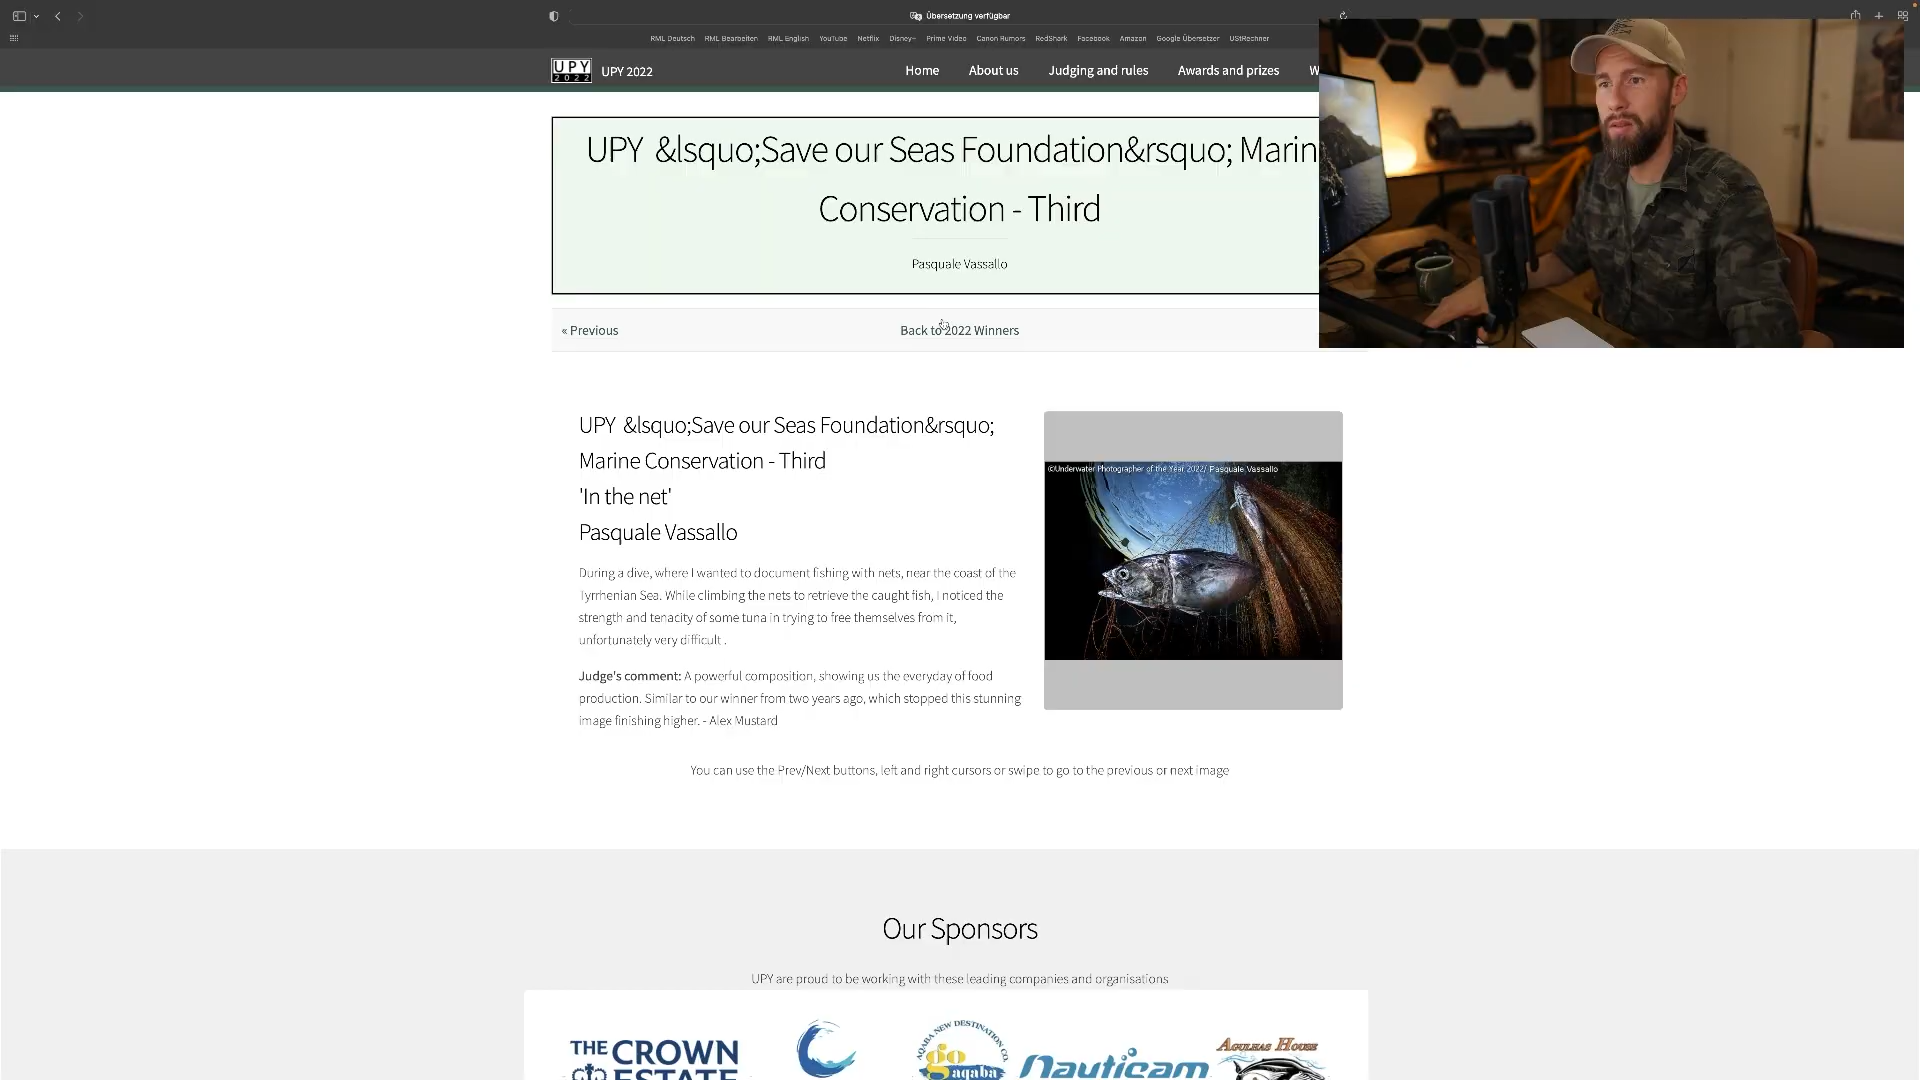 Übersetzung verfügbar
RML Deutsch RML Bearbeiten RML English YouTube Netflix Disney+ Prime Video Canon Rumors RedShark Facebook Amazon Google Übersetzer UStRechner
UPY
2022
UPY 2022
Home About us Judging and rules Awards and prizes W
UPY &lsquo;Save our Seas Foundation&rsquo; Marin
Conservation - Third
Pasquale Vassallo
« Previous Back to 2022 Winners
UPY &lsquo;Save our Seas Foundation&rsquo;
Marine Conservation - Third
'In the net'
Pasquale Vassallo
During a dive, where I wanted to document fishing with nets, near the coast of the
Tyrrhenian Sea. While climbing the nets to retrieve the caught fish, I noticed the
strength and tenacity of some tuna in trying to free themselves from it,
unfortunately very difficult .
Judge's comment: A powerful composition, showing us the everyday of food
production. Similar to our winner from two years ago, which stopped this stunning
image finishing higher. - Alex Mustard
©Underwater Photographer of the Year 2022/ Pasquale Vassallo
You can use the Prev/Next buttons, left and right cursors or swipe to go to the previous or next image
Our Sponsors
UPY are proud to be working with these leading companies and organisations
THE CROWN
ESTATE
AQABA NEW DESTINATION CO.
go
aqaba
Nauticam
AGULHAS HOUSE